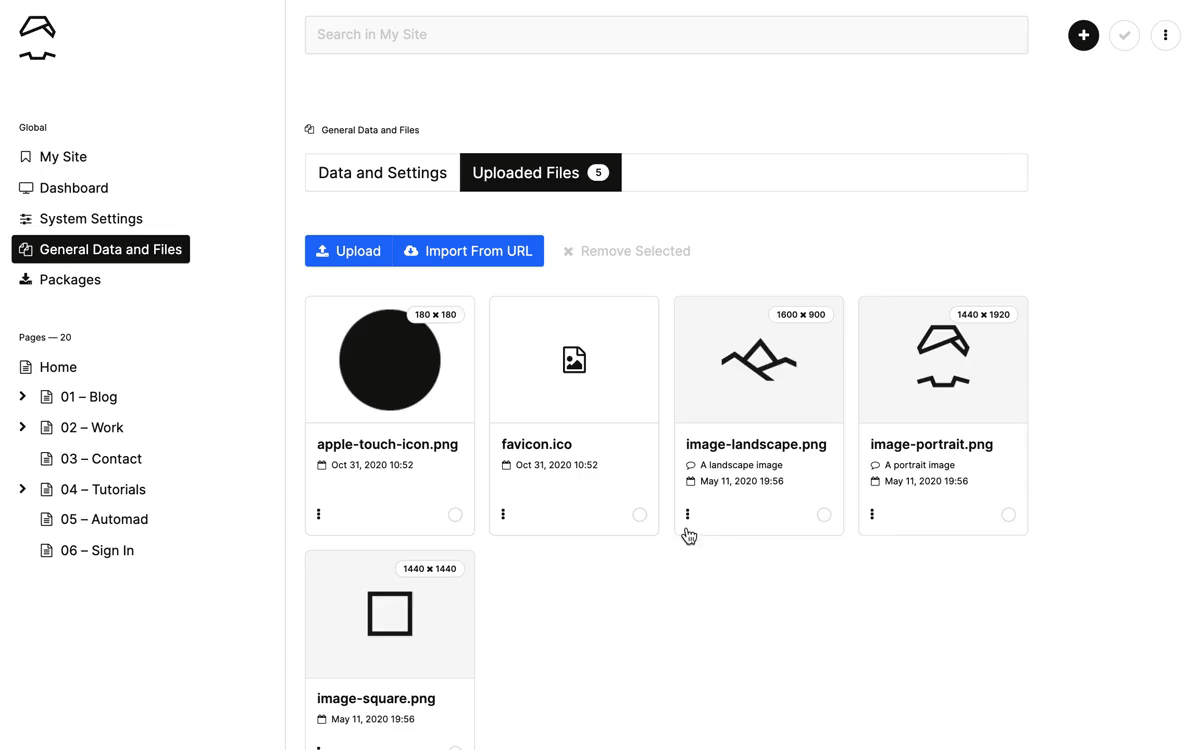 Search in My Site
Global
My Site
Dashboard
System Settings
General Data and Files
Packages
Pages — 20
Home
01 – Blog
02 – Work
03 – Contact
04 – Tutorials
05 – Automad
06 – Sign In
General Data and Files
Data and Settings
Uploaded Files 5
Upload
Import From URL
Remove Selected
180 × 180
apple-touch-icon.png
Oct 31, 2020 10:52
favicon.ico
Oct 31, 2020 10:52
1600 × 900
image-landscape.png
A landscape image
May 11, 2020 19:56
1440 × 1920
image-portrait.png
A portrait image
May 11, 2020 19:56
1440 × 1440
image-square.png
May 11, 2020 19:56